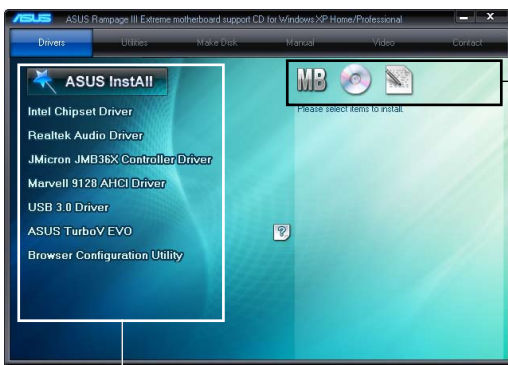 ASUS ASUS Rampage III Extreme motherboard support CD for Windows XP Home/Professional
Drivers Utilities Make Disk Manual Video Contact
ASUS InstAll
MB
Please select items to install.
Intel Chipset Driver
Realtek Audio Driver
JMicron JMB36X Controller Driver
Marvell 9128 AHCI Driver
USB 3.0 Driver
ASUS TurboV EVO
?
Browser Configuration Utility